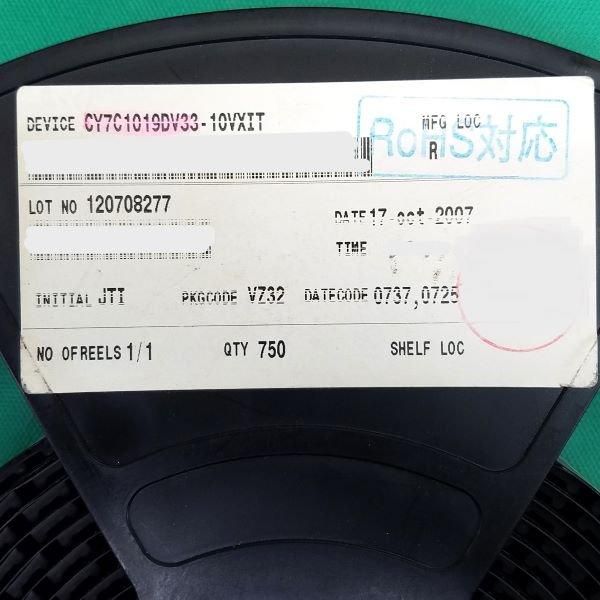 DEVICE CY7C1019DV33-10VXIT
MFG LOC
R
RoHS対応
LOT NO 120708277
DATE 17-oct-2007
TIME
INITIAL JTI PKGCODE VZ32 DATECODE 0737,0725
NO OFREELS 1/1 QTY 750 SHELF LOC